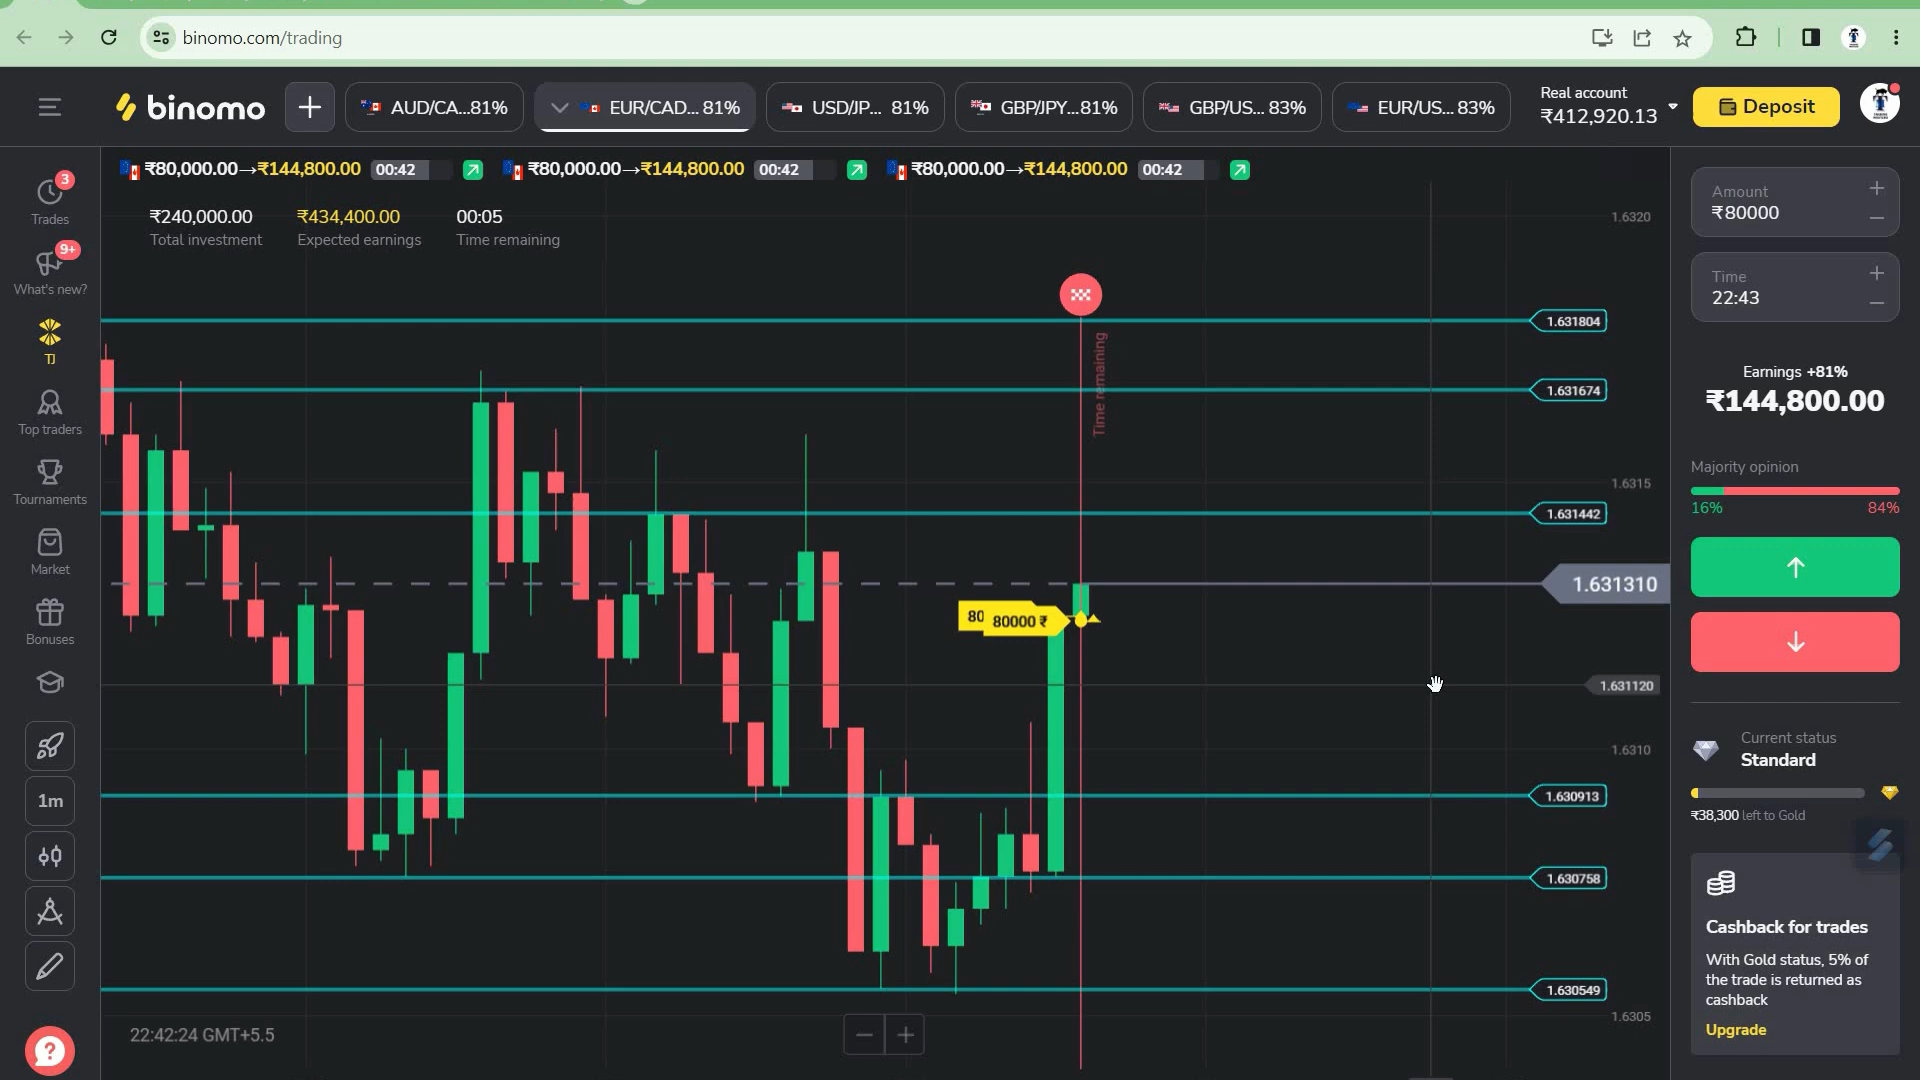 binomo.com/trading
binomo
AUD/CA...81%
EUR/CAD... 81%
USD/JP... 81%
GBP/JPY...81%
GBP/US... 83%
EUR/US... 83%
Real account
₹412,920.13
Deposit
₹80,000.00→₹144,800.00 00:42
₹80,000.00→₹144,800.00 00:42
₹80,000.00→₹144,800.00 00:42
₹240,000.00 ₹434,400.00 00:05
Total investment Expected earnings Time remaining
3
Trades
9+
What's new?
TJ
Top traders
Tournaments
Market
Bonuses
1m
?
Time remaining
80
80000 ₹
1.6320
1.631804
1.631674
1.6315
1.631442
1.631310
1.631120
1.6310
1.630913
1.630758
1.630549
1.6305
22:42:24 GMT+5.5
Amount
₹80000
Time
22:43
Earnings +81%
₹144,800.00
Majority opinion
16% 84%
Current status
Standard
₹38,300 left to Gold
Cashback for trades
With Gold status, 5% of
the trade is returned as
cashback
Upgrade